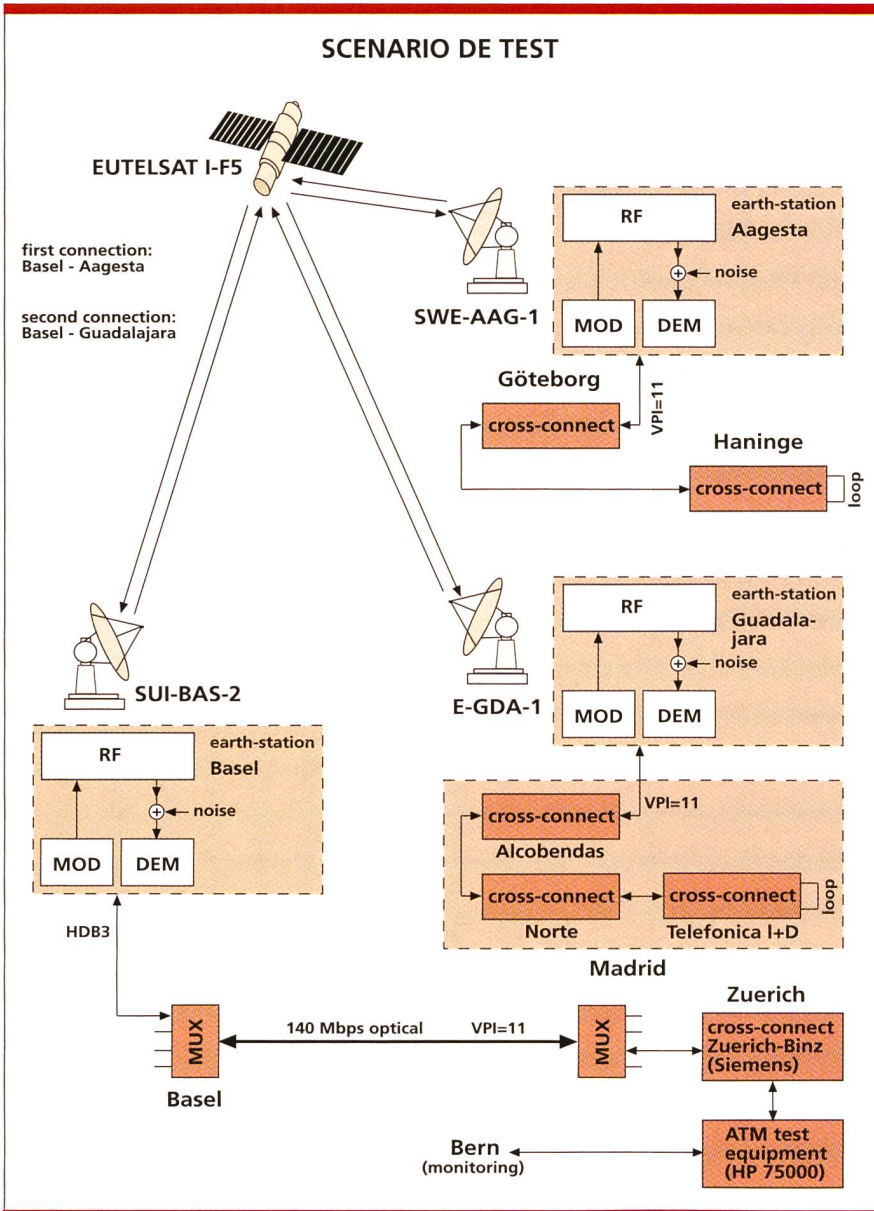 SCENARIO DE TEST
EUTELSAT I-F5
first connection:
Basel - Aagesta
second connection:
Basel - Guadalajara
SWE-AAG-1
earth-station
Aagesta
RF
noise
MOD
DEM
VPI=11
Göteborg
cross-connect
Haninge
cross-connect
loop
SUI-BAS-2
earth-station
Basel
RF
noise
MOD
DEM
HDB3
E-GDA-1
earth-station
Guadala-
jara
RF
noise
MOD
DEM
VPI=11
cross-connect
Alcobendas
cross-connect
Norte
cross-connect
Telefonica I+D
loop
Madrid
MUX
Basel
140 Mbps optical
VPI=11
MUX
Zuerich
cross-connect
Zuerich-Binz
(Siemens)
ATM test
equipment
(HP 75000)
Bern
(monitoring)